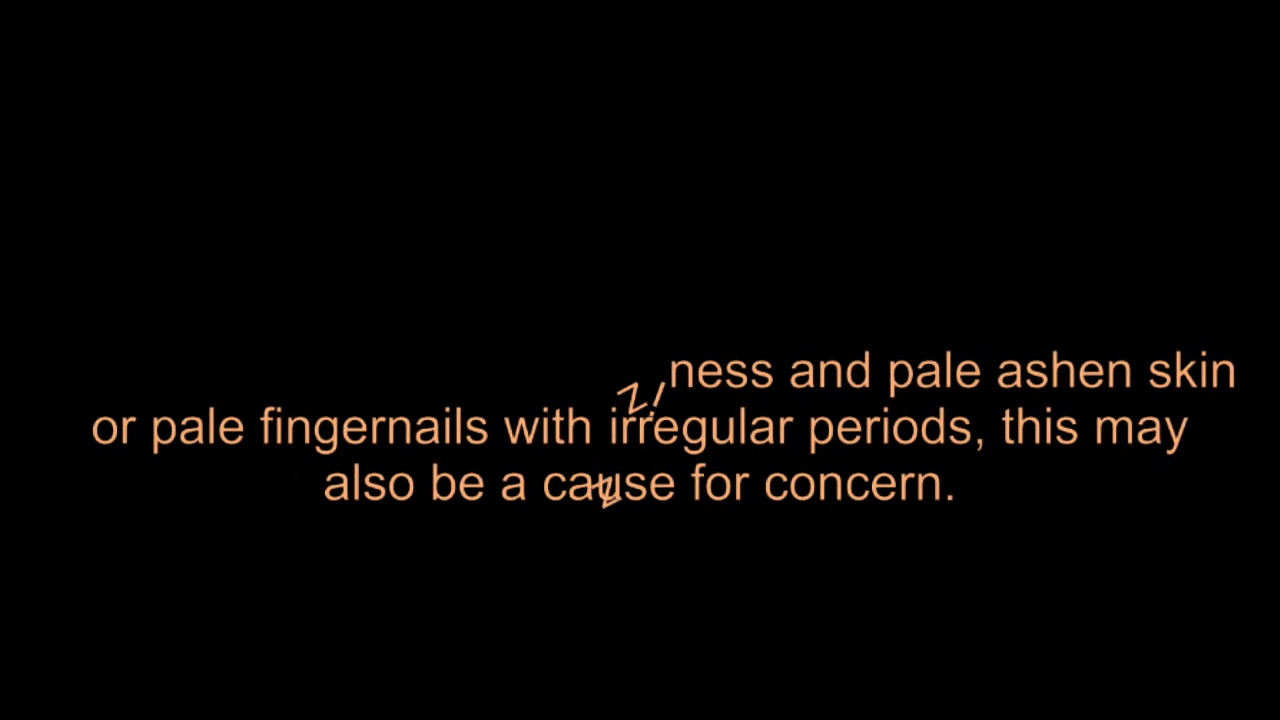 ness and pale ashen skin
or pale fingernails with irregular periods, this may
also be a cause for concern.